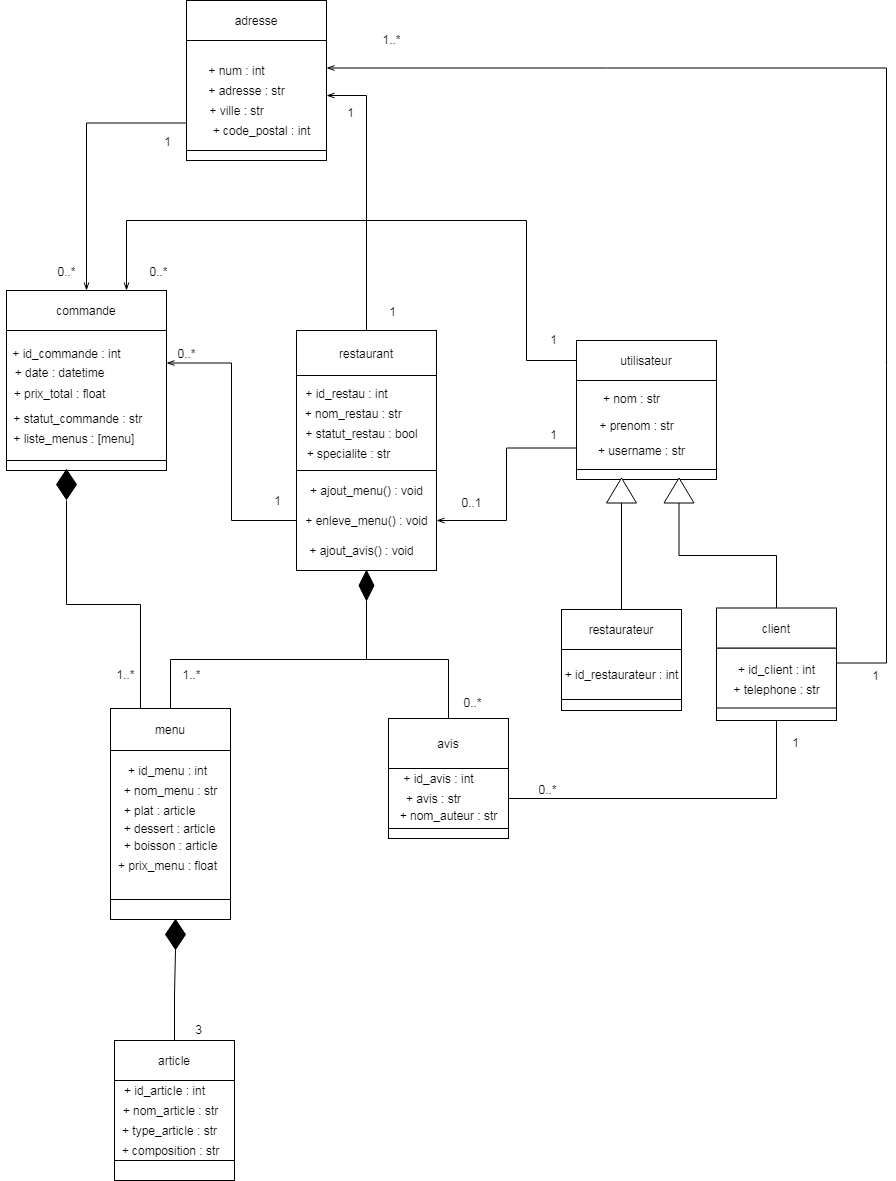 adresse
+ num : int
+ adresse : str
+ ville : str
+ code_postal : int
1..*
1
1
0..*
0..*
commande
+ id_commande : int
+ date : datetime
+ prix_total : float
+ statut_commande : str
+ liste_menus : [menu]
0..*
1
1
restaurant
+ id_restau : int
+ nom_restau : str
+ statut_restau : bool
+ specialite : str
+ ajout_menu() : void
+ enleve_menu() : void
+ ajout_avis() : void
1
1
0..1
utilisateur
+ nom : str
+ prenom : str
+ username : str
restaurateur
+ id_restaurateur : int
client
+ id_client : int
+ telephone : str
1
1
1..*
1..*
0..*
menu
+ id_menu : int
+ nom_menu : str
+ plat : article
+ dessert : article
+ boisson : article
+ prix_menu : float
avis
+ id_avis : int
+ avis : str
+ nom_auteur : str
0..*
3
article
+ id_article : int
+ nom_article : str
+ type_article : str
+ composition : str